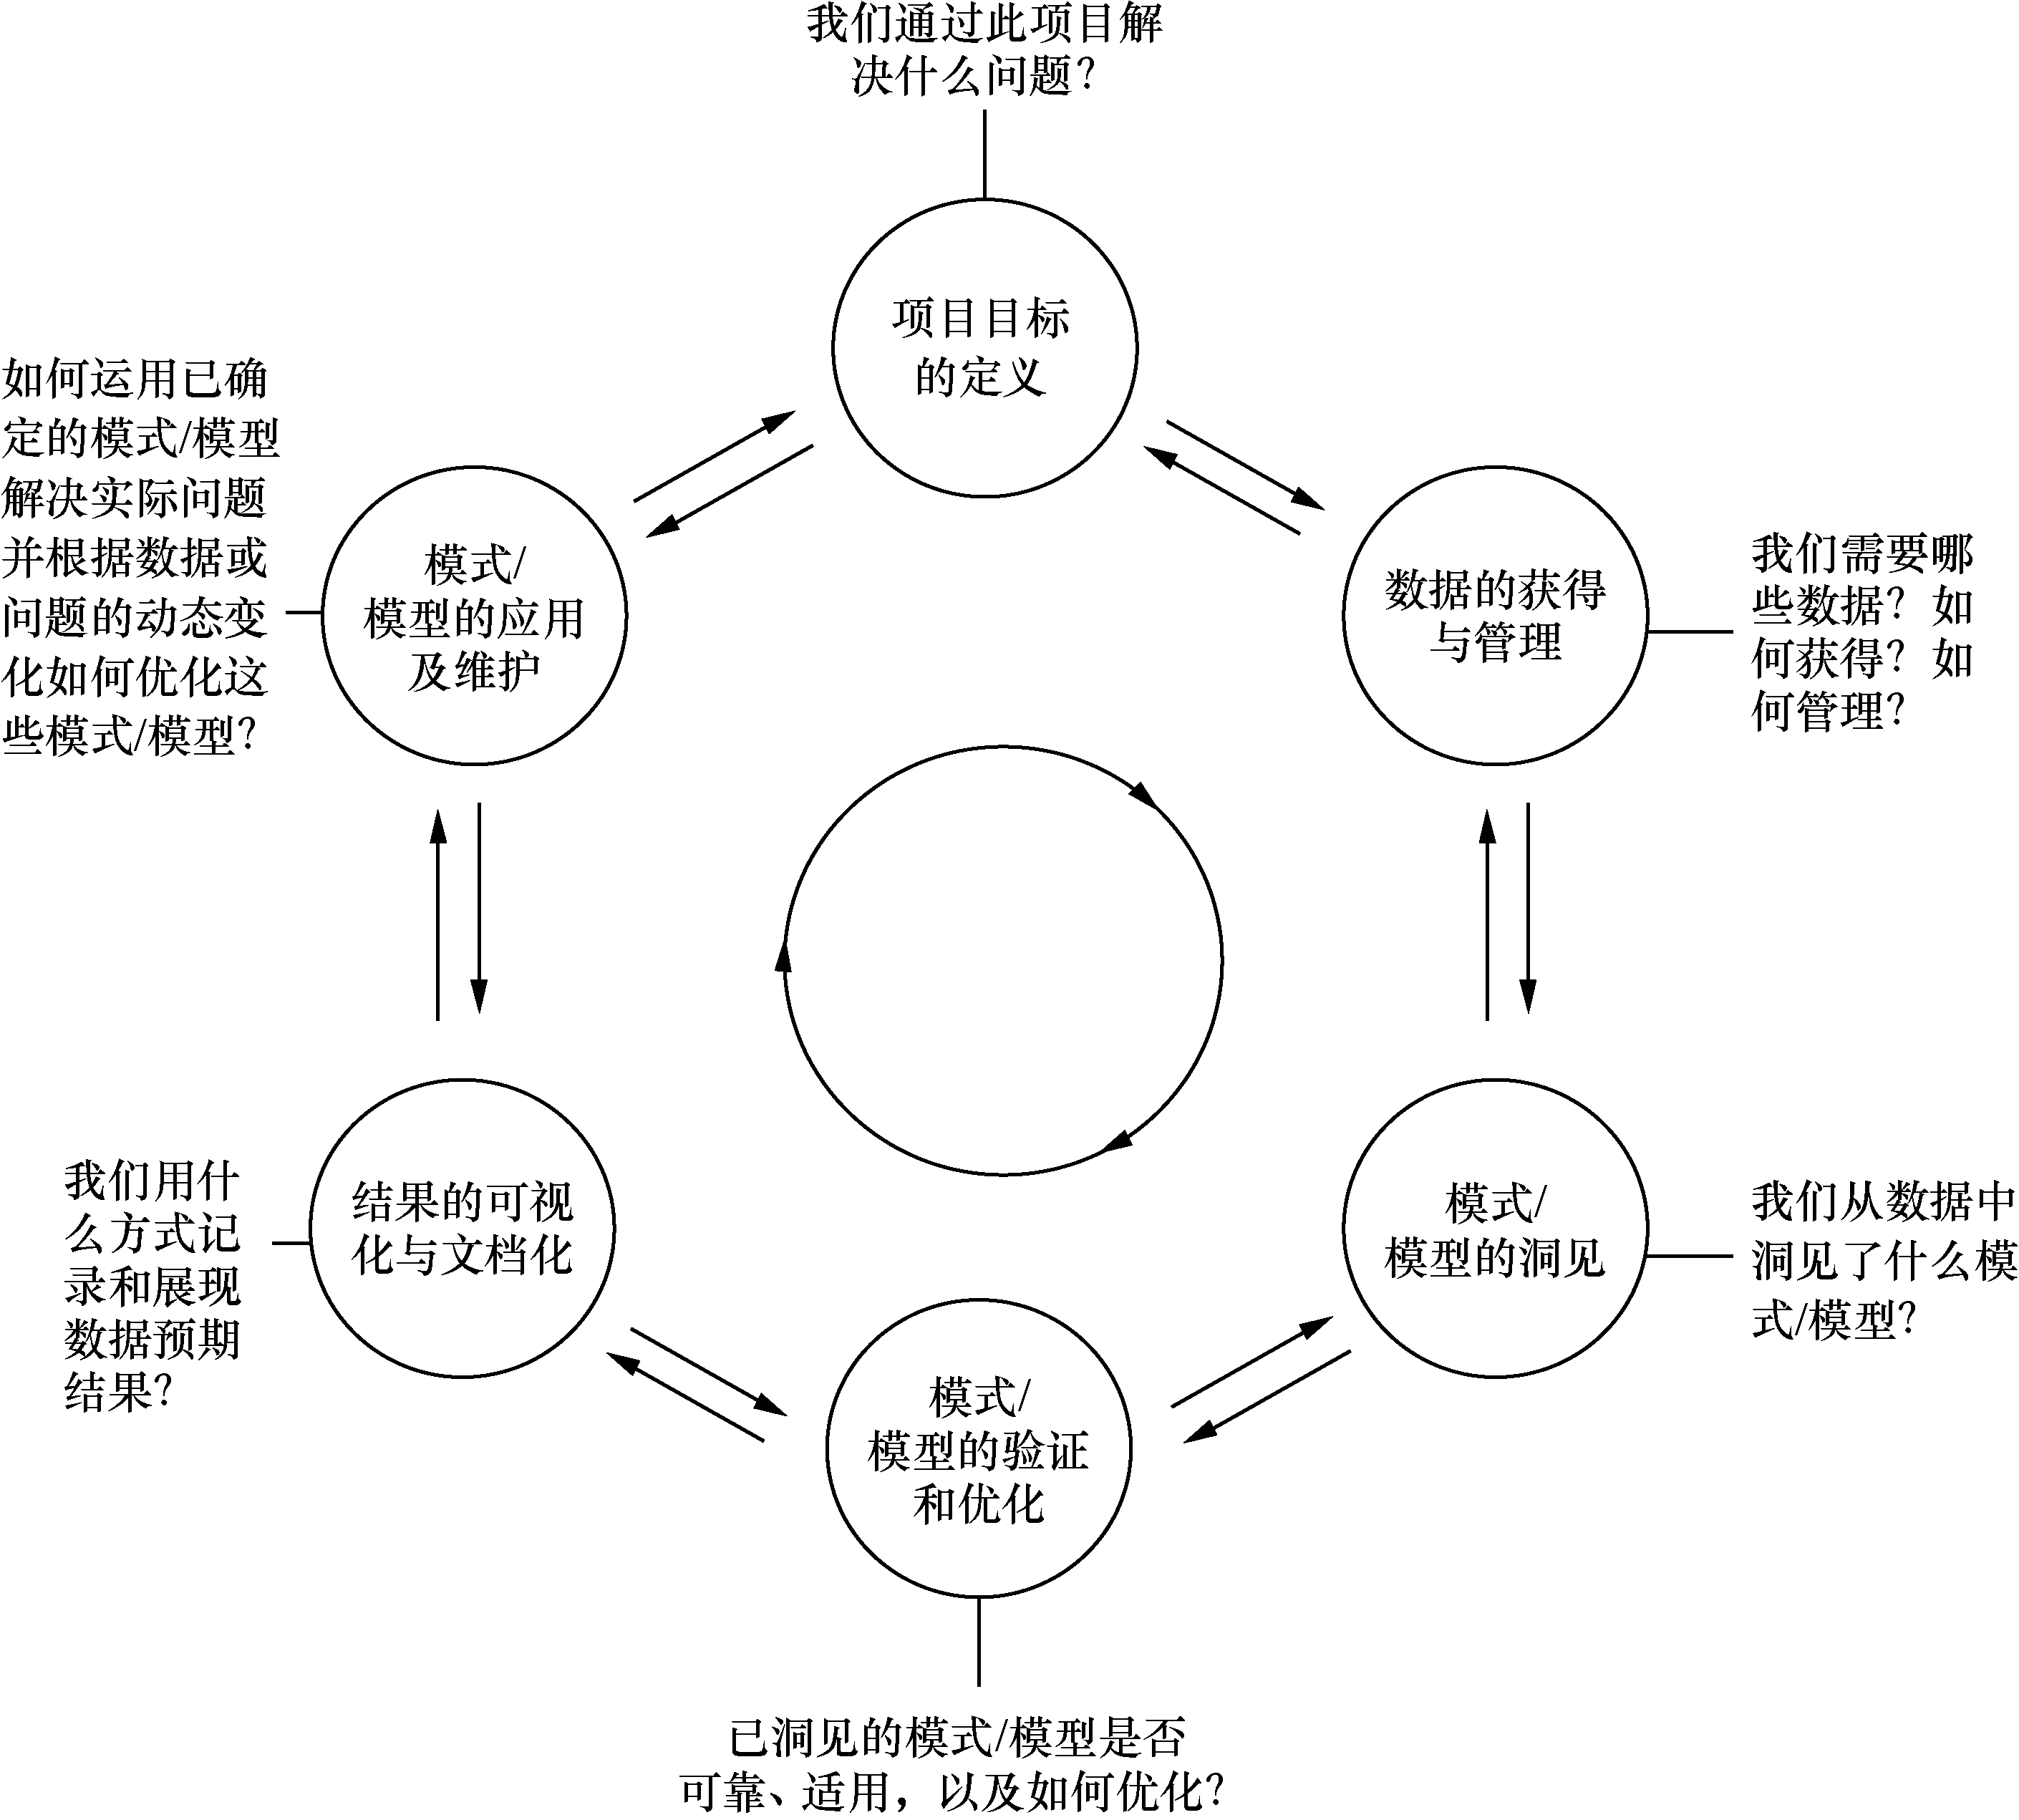 我们通过此项目解
决什么问题？
项目目标
的定义
如何运用已确
定的模式/模型
解决实际问题
并根据数据或
问题的动态变
化如何优化这
些模式/模型？
模式/
模型的应用
及维护
数据的获得
与管理
我们需要哪
些数据？如
何获得？如
何管理？
我们用什
么方式记
录和展现
数据预期
结果？
结果的可视
化与文档化
模式/
模型的洞见
我们从数据中
洞见了什么模
式/模型？
模式/
模型的验证
和优化
已洞见的模式/模型是否
可靠、适用，以及如何优化？